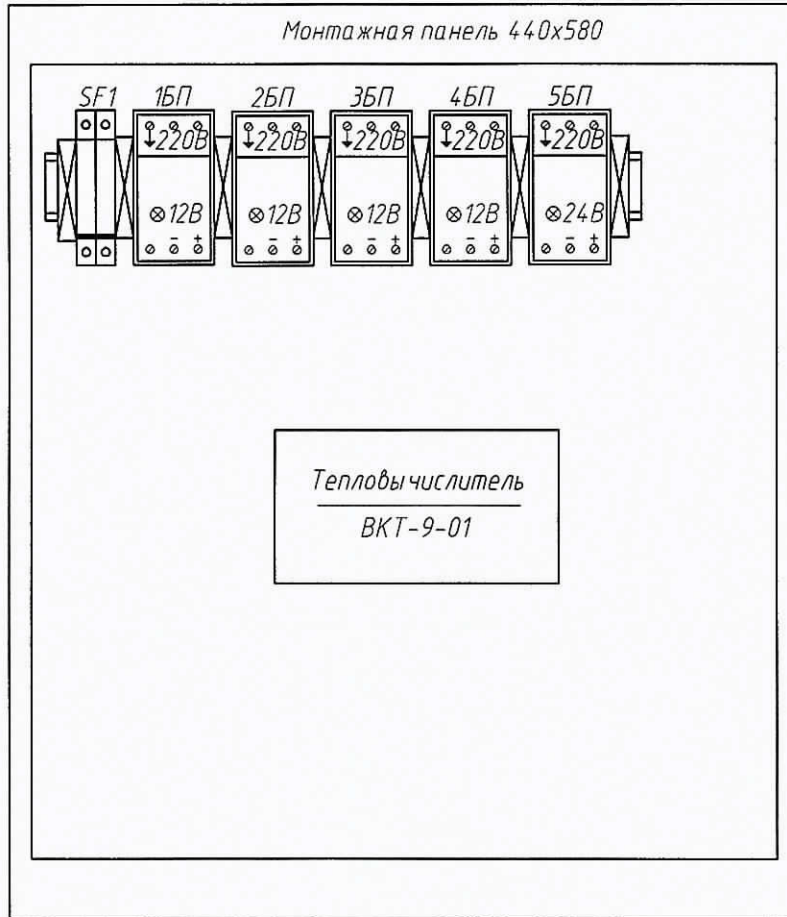 Монтажная панель 440х580
SF1 1БП 2БП 3БП 4БП 5БП
220В 220В 220В 220В 220В
12В 12В 12В 12В 24В
- + - + - + - + - +
Тепловычислитель
ВКТ-9-01